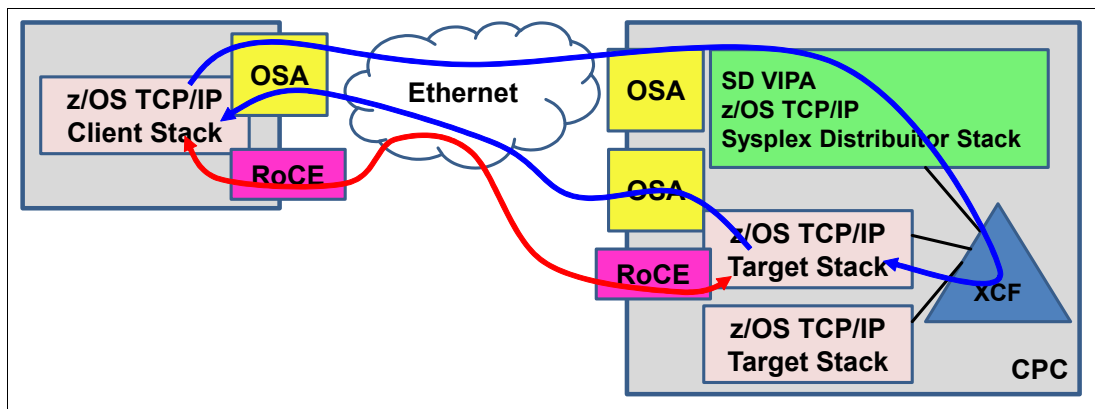 OSA
z/OS TCP/IP
Client Stack
RoCE
Ethernet
OSA
SD VIPA
z/OS TCP/IP
Sysplex Distribuitor Stack
OSA
z/OS TCP/IP
Target Stack
RoCE
XCF
z/OS TCP/IP
Target Stack
CPC